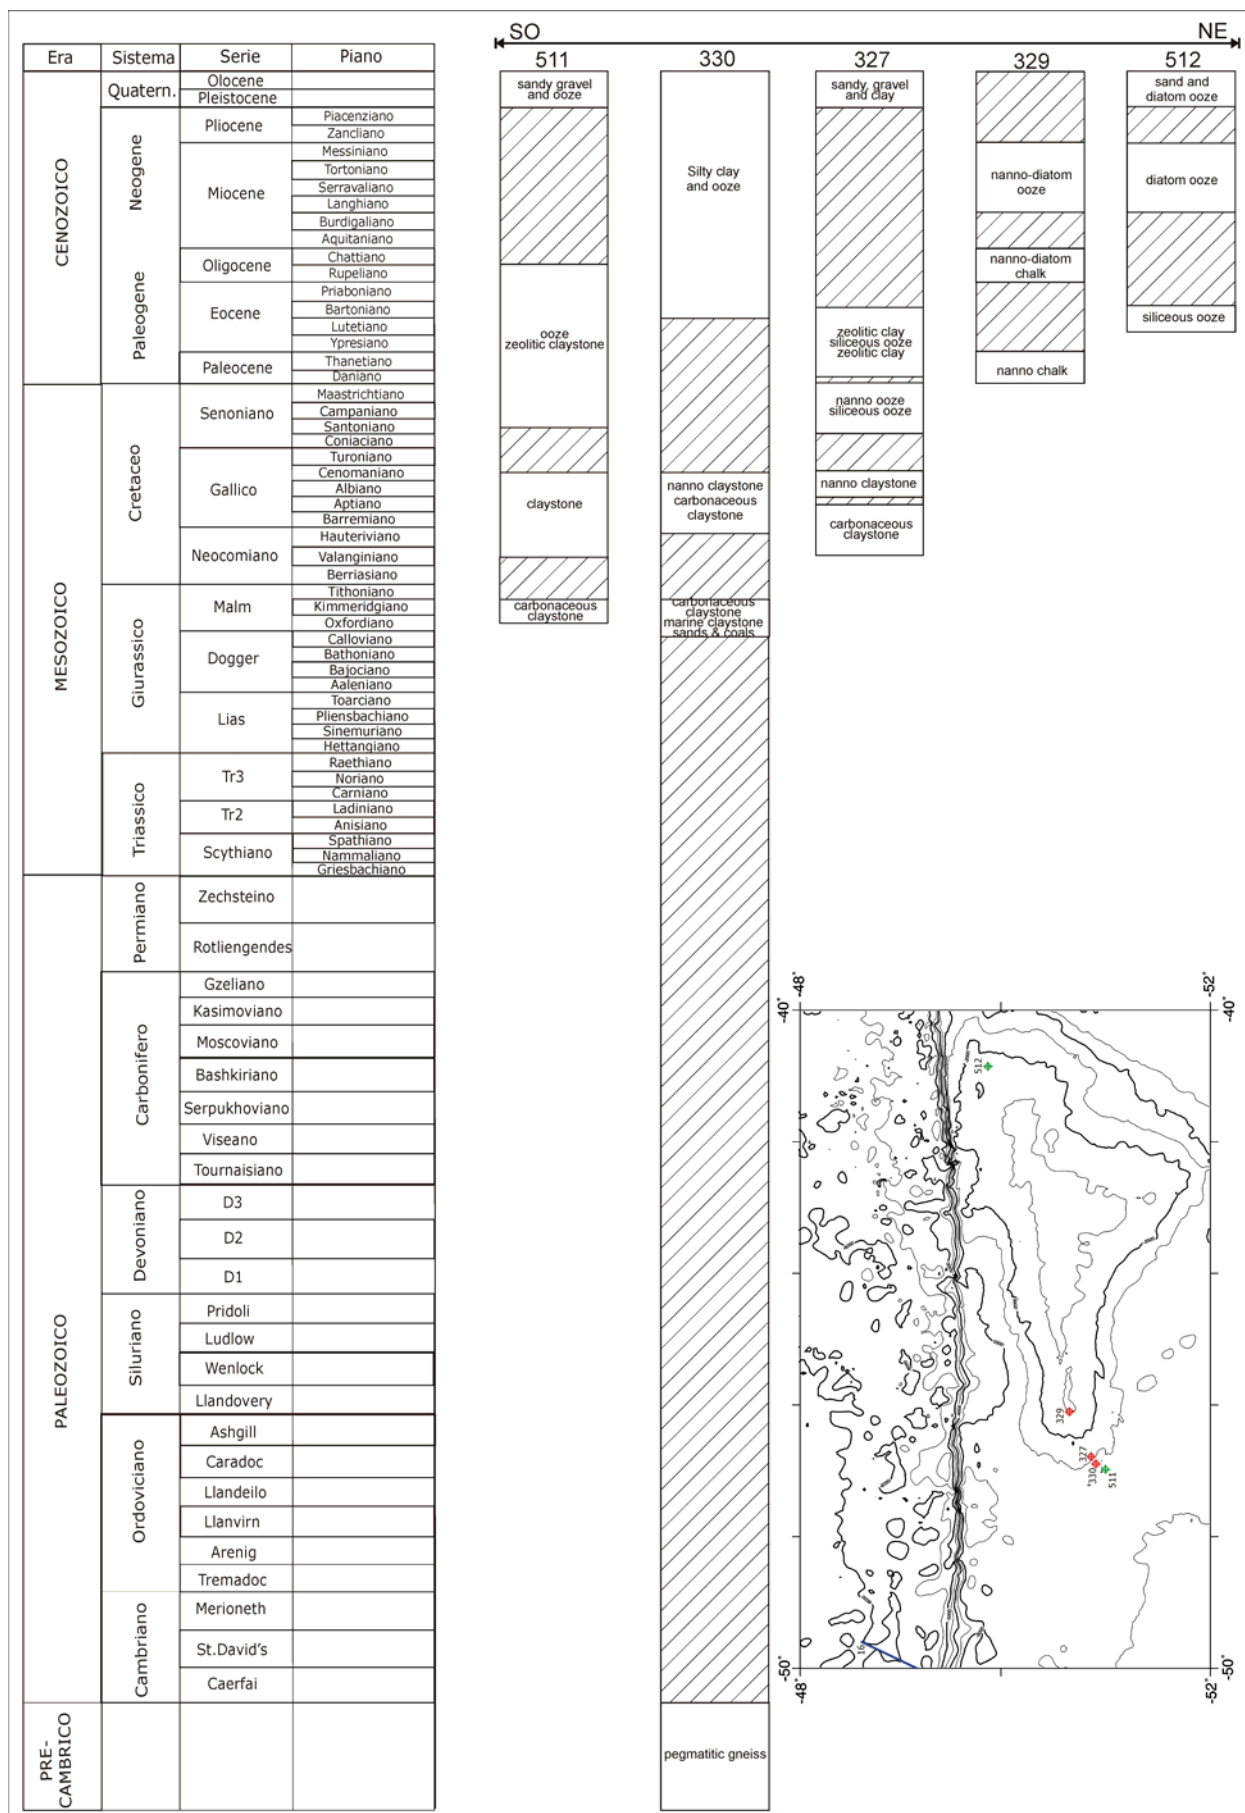 SO NE
511 330 327 329 512
Era Sistema Serie Piano
CENOZOICO
Quatern.
Olocene
Pleistocene
Neogene
Pliocene
Piacenziano
Zancliano
Miocene
Messiniano
Tortoniano
Serravaliano
Langhiano
Burdigaliano
Aquitaniano
Paleogene
Oligocene
Chattiano
Rupeliano
Eocene
Priaboniano
Bartoniano
Lutetiano
Ypresiano
Paleocene
Thanetiano
Daniano
MESOZOICO
Cretaceo
Senoniano
Maastrichtiano
Campaniano
Santoniano
Coniaciano
Gallico
Turoniano
Cenomaniano
Albiano
Aptiano
Barremiano
Neocomiano
Hauteriviano
Valanginiano
Berriasiano
Giurassico
Malm
Tithoniano
Kimmeridgiano
Oxfordiano
Dogger
Calloviano
Bathoniano
Bajociano
Aaleniano
Lias
Toarciano
Pliensbachiano
Sinemuriano
Hettangiano
Triassico
Tr3
Raethiano
Noriano
Carniano
Tr2
Ladiniano
Anisiano
Scythiano
Spathiano
Nammaliano
Griesbachiano
PALEOZOICO
Permiano
Zechsteino
Rotliengendes
Carbonifero
Gzeliano
Kasimoviano
Moscoviano
Bashkiriano
Serpukhoviano
Viseano
Tournaisiano
Devoniano
D3
D2
D1
Siluriano
Pridoli
Ludlow
Wenlock
Llandovery
Ordoviciano
Ashgill
Caradoc
Llandeilo
Llanvirn
Arenig
Tremadoc
Cambriano
Merioneth
St.David's
Caerfai
PRE-
CAMBRICO
sandy gravel
and ooze
ooze
zeolitic claystone
claystone
carbonaceous
claystone
Silty clay
and ooze
nanno claystone
carbonaceous
claystone
carbonaceous
claystone
marine claystone
sands & coals
pegmatitic gneiss
sandy, gravel
and clay
zeolitic clay
siliceous ooze
zeolitic clay
nanno ooze
siliceous ooze
nanno claystone
carbonaceous
claystone
nanno-diatom
ooze
nanno-diatom
chalk
nanno chalk
sand and
diatom ooze
diatom ooze
siliceous ooze
-48°
-52°
-40°
-40°
512
329
327
330
511
16
-50°
-50°
-48°
-52°